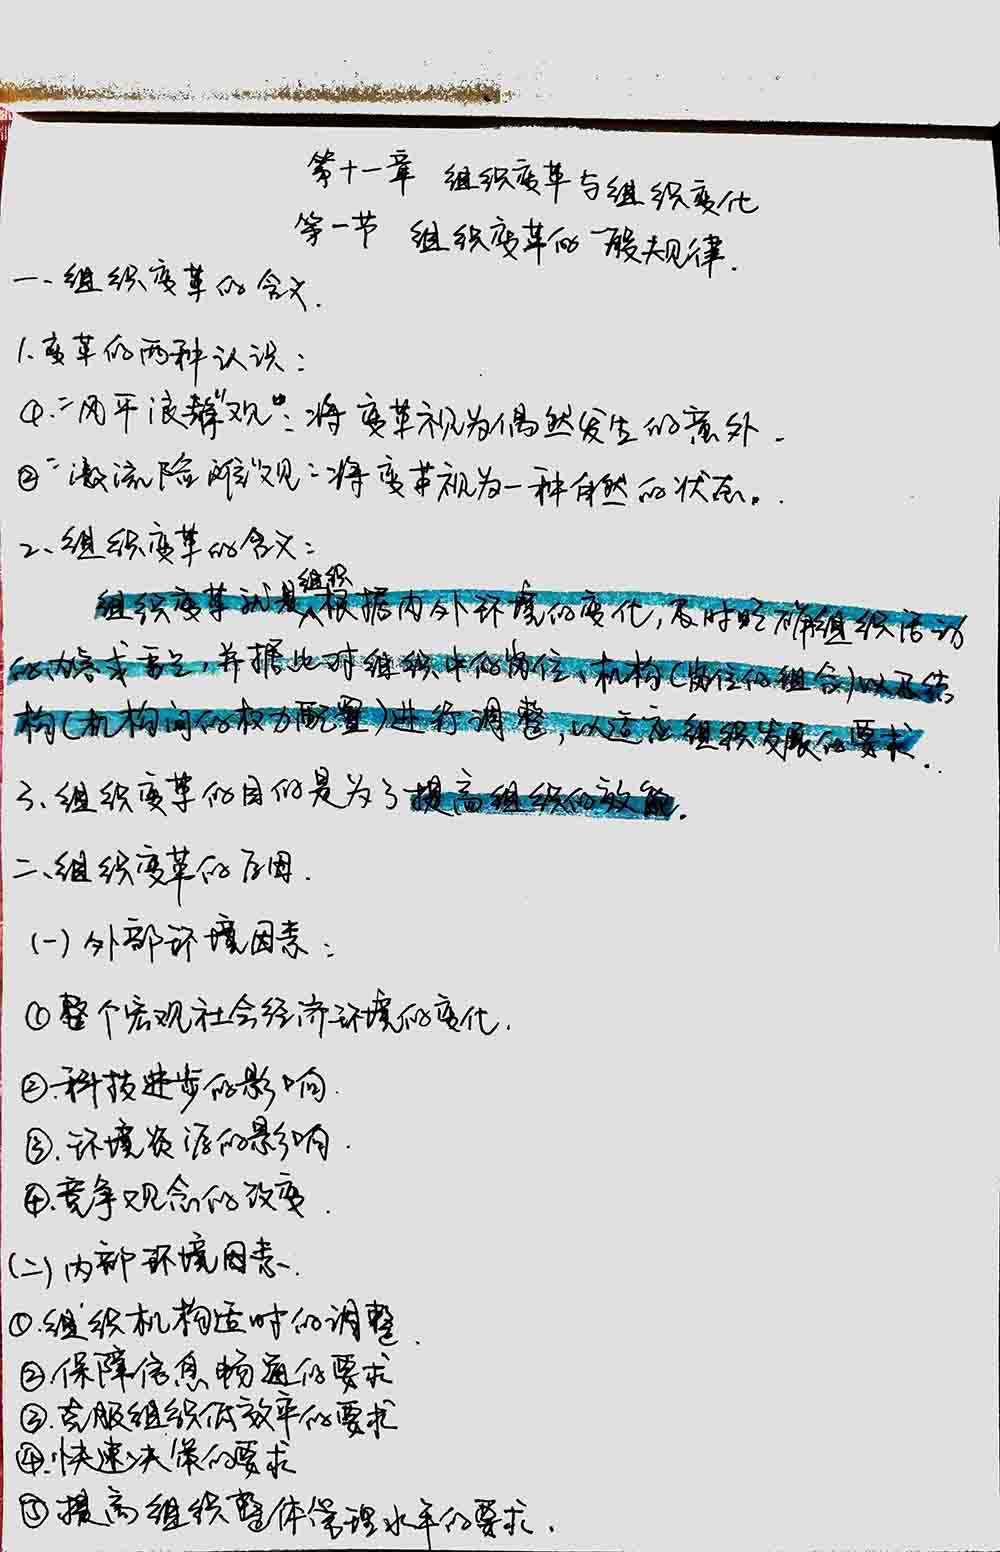 第十一章 组织变革与组织变化
第一节 组织变革的一般规律.
一、组织变革的含义.
1.变革的两种认识:
①."风平浪静"观":将变革视为偶然发生的意外.
②"激流险滩"观:将变革视为一种自然的状态。.
2、组织变革的含义:
组织变革就是组织根据内外环境的变化,及时明确组织活动
的内容或重点,并据此对组织中的岗位、机构(岗位的组合)以及结
构(机构间的权力配置)进行调整,以适应组织发展的要求.
3、组织变革的目的是为了提高组织的效能.
二、组织变革的原因.
(一)外部环境因素:
①整个宏观社会经济环境的变化.
②.科技进步的影响.
③.环境资源的影响.
④.竞争观念的改变.
(二)内部环境因素.
①.组织机构适时的调整.
②.保障信息畅通的要求
③.克服组织低效率的要求
④.快速决策的要求
⑤提高组织整体管理水平的要求.